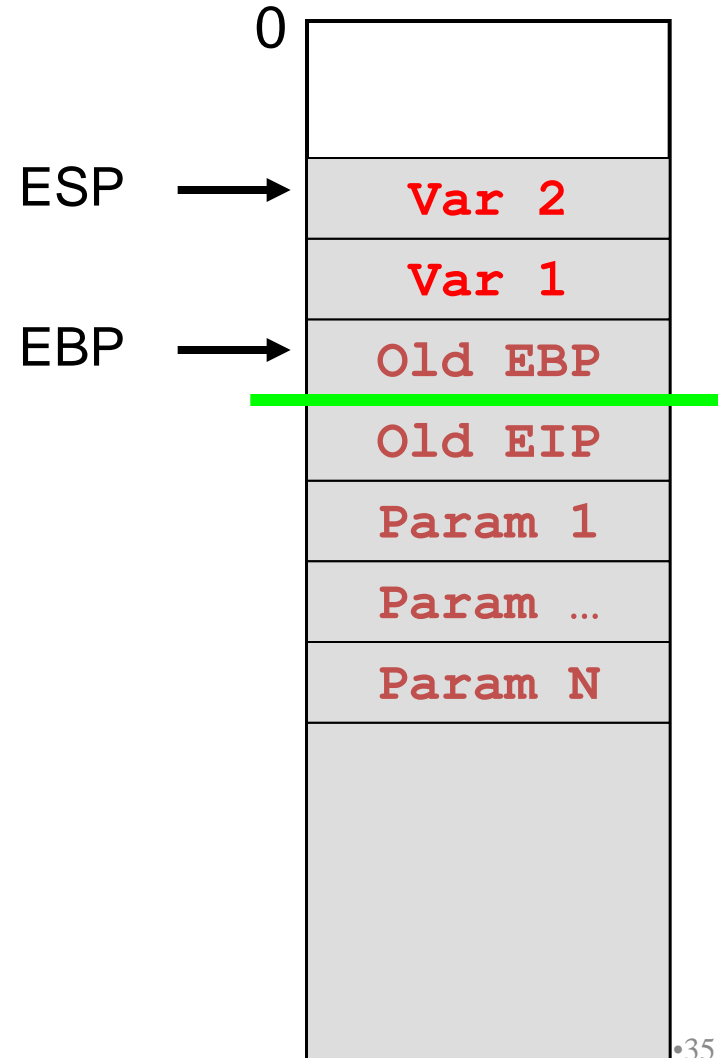 0
ESP
Var 2
Var 1
EBP
Old EBP
Old EIP
Param 1
Param …
Param N
•35